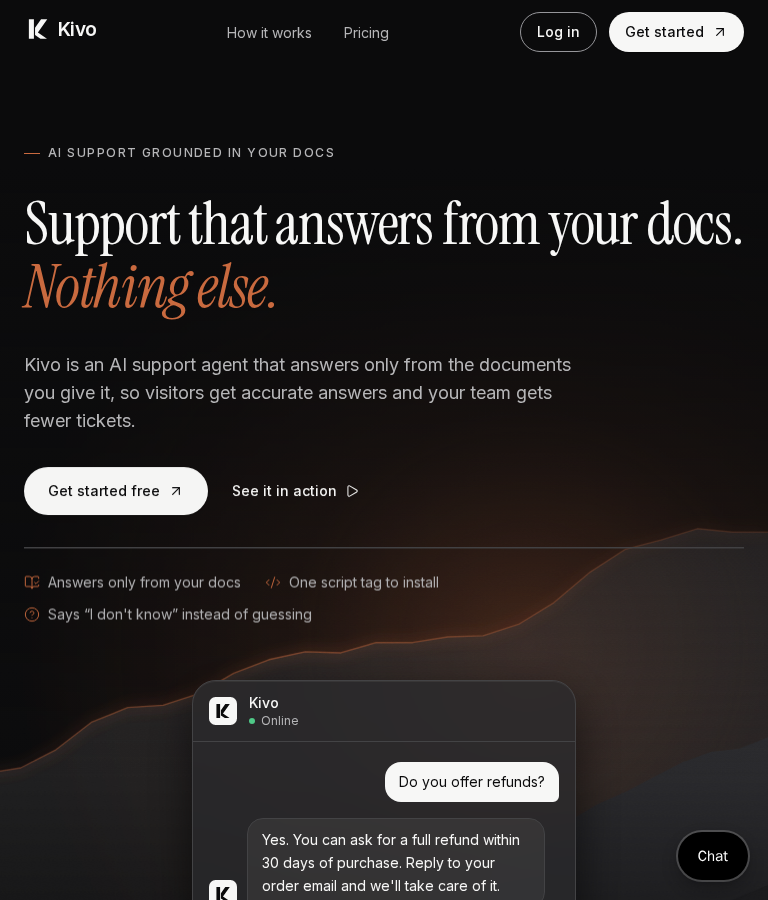 Kivo
How it works
Pricing
Log in
Get started
AI SUPPORT GROUNDED IN YOUR DOCS
Support that answers from your docs.
Nothing else.
Kivo is an AI support agent that answers only from the documents
you give it, so visitors get accurate answers and your team gets
fewer tickets.
Get started free
See it in action
Answers only from your docs
One script tag to install
Says “I don't know” instead of guessing
Kivo
Online
Do you offer refunds?
Yes. You can ask for a full refund within
30 days of purchase. Reply to your
order email and we'll take care of it.
Chat